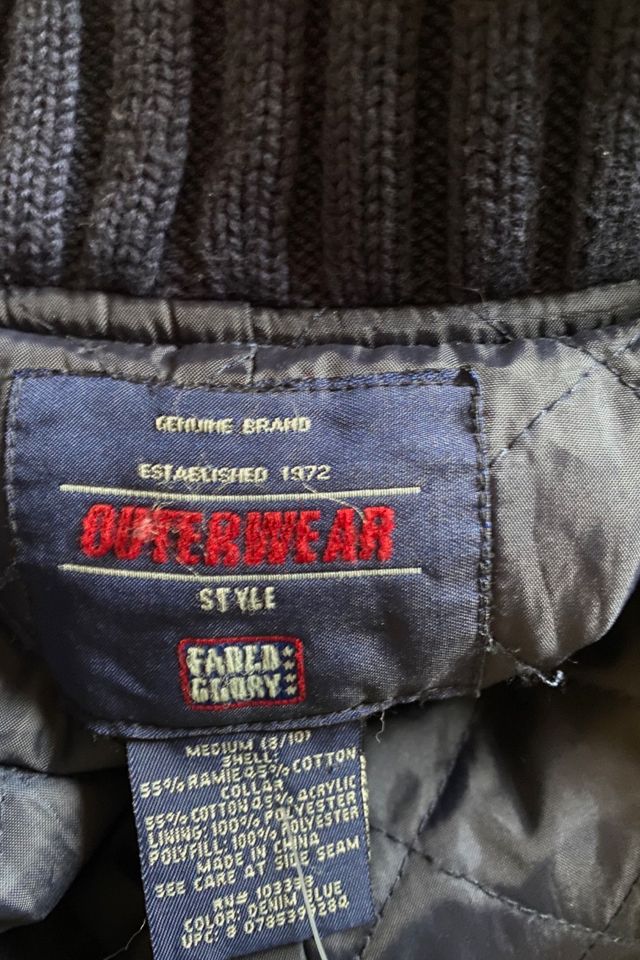 GENUINE BRAND
ESTABLISHED 1972
OUTERWEAR
STYLE
FADED
GLORY
MEDIUM (8/10)
SHELL:
55% RAMIE 45% COTTON
COLLAR
55% COTTON 45% ACRYLIC
LINING: 100% POLYESTER
POLYFILL: 100% POLYESTER
MADE IN CHINA
SEE CARE AT SIDE SEAM
RN#
COLOR: DENIM BLUE
UPC: